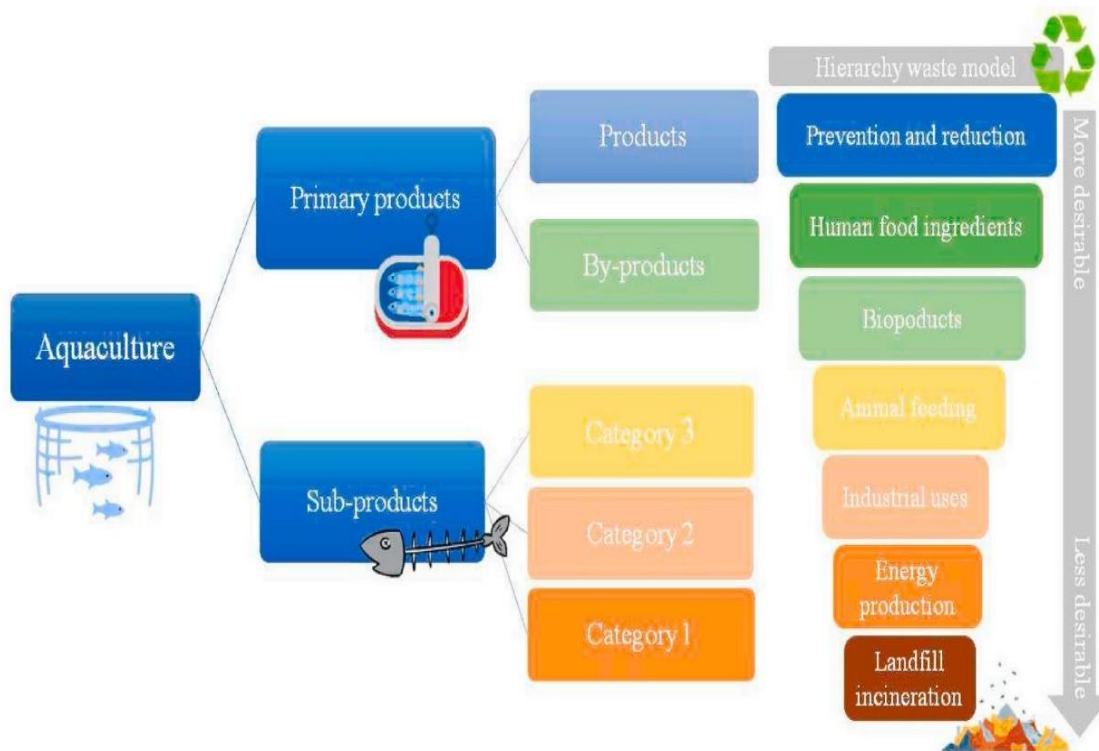 Hierarchy waste model
More desirable
Less desirable
Aquaculture
Primary products
Sub-products
Products
By-products
Category 3
Category 2
Category 1
Prevention and reduction
Human food ingredients
Biopoducts
Animal feeding
Industrial uses
Energy
production
Landfill
incineration